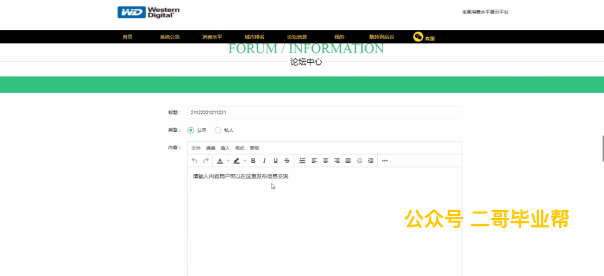 WD Western Digital
全国消费水平展示平台
首页 系统公告 消费水平 城市排名 论坛信息 我的 跳转到后台 客服
FORUM / INFORMATION
论坛中心
标题： 21122221211221
类型： 公开 私人
内容：
文件 编辑 插入 格式 表格
请输入内容用户可以在这里发布信息交流
公众号 二哥毕业帮